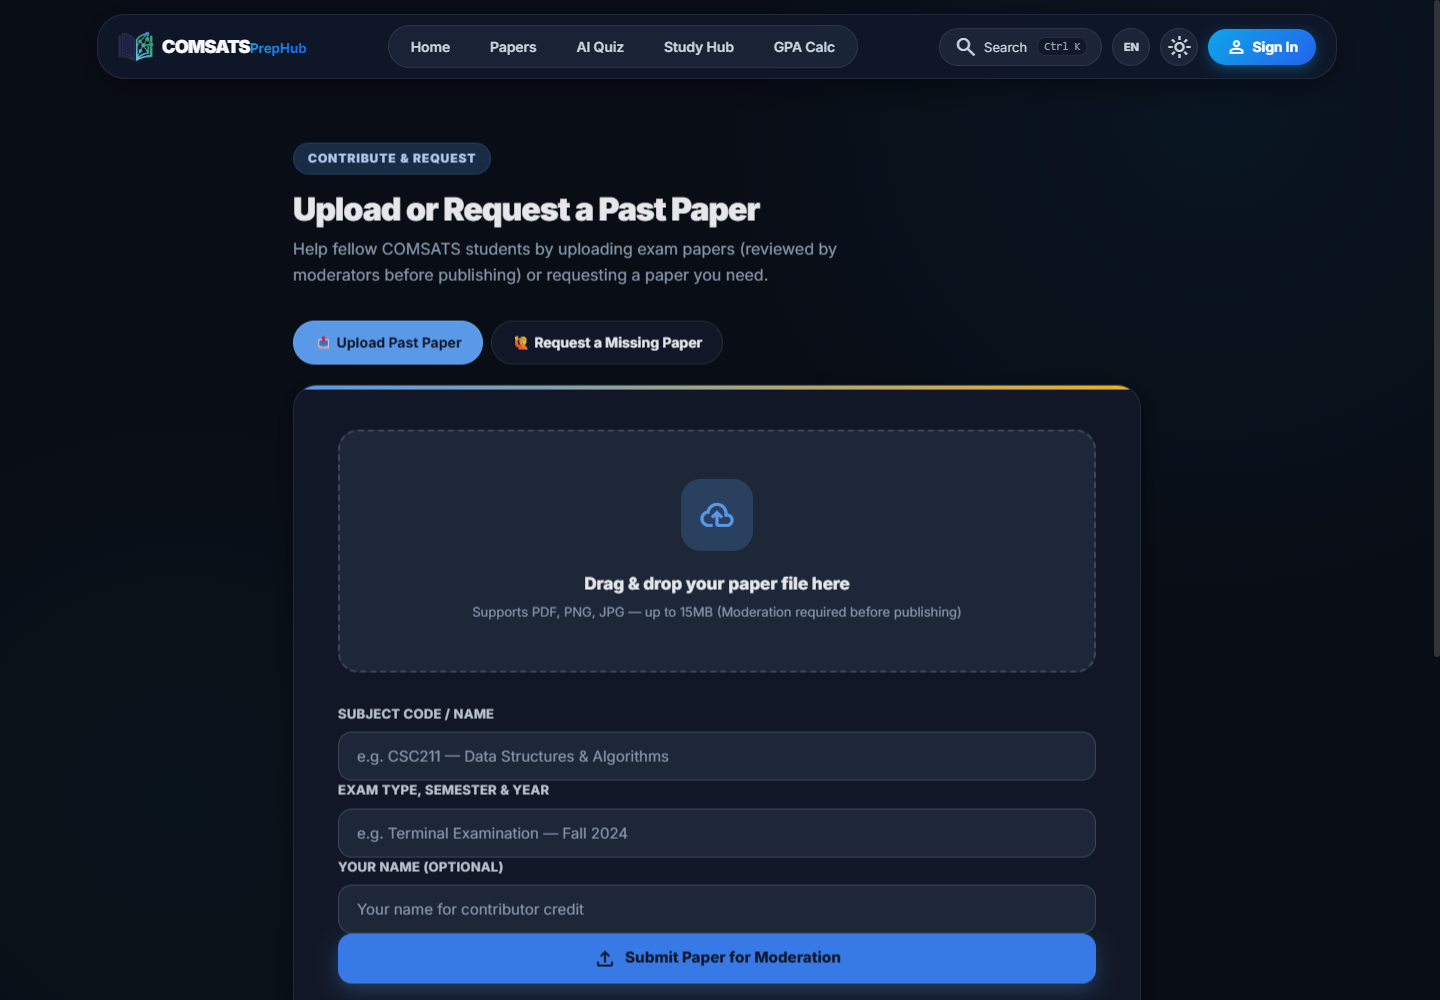 COMSATSPrepHub
Home
Papers
AI Quiz
Study Hub
GPA Calc
Search
Ctrl K
EN
Sign In
CONTRIBUTE & REQUEST
Upload or Request a Past Paper
Help fellow COMSATS students by uploading exam papers (reviewed by
moderators before publishing) or requesting a paper you need.
Upload Past Paper
Request a Missing Paper
Drag & drop your paper file here
Supports PDF, PNG, JPG — up to 15MB (Moderation required before publishing)
SUBJECT CODE / NAME
e.g. CSC211 — Data Structures & Algorithms
EXAM TYPE, SEMESTER & YEAR
e.g. Terminal Examination — Fall 2024
YOUR NAME (OPTIONAL)
Your name for contributor credit
Submit Paper for Moderation